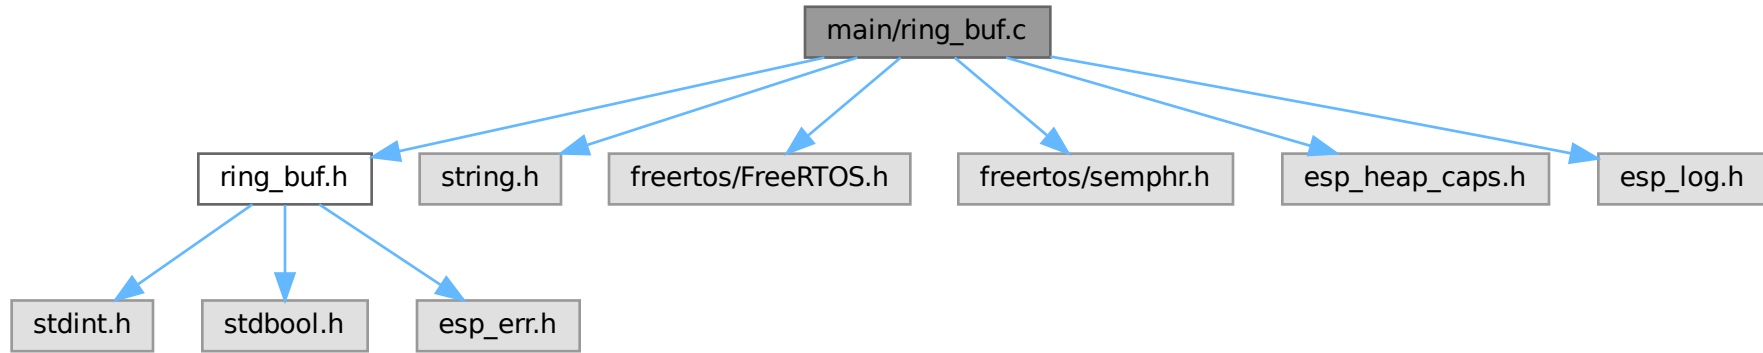 main/ring_buf.c
ring_buf.h
string.h
freertos/FreeRTOS.h
freertos/semphr.h
esp_heap_caps.h
esp_log.h
stdint.h
stdbool.h
esp_err.h